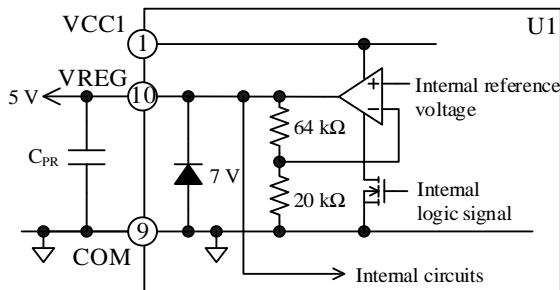 VCC1
U1
1
VREG
10
5 V
+
−
Internal reference
voltage
64 kΩ
C_PR
7 V
20 kΩ
Internal
logic signal
9
COM
Internal circuits